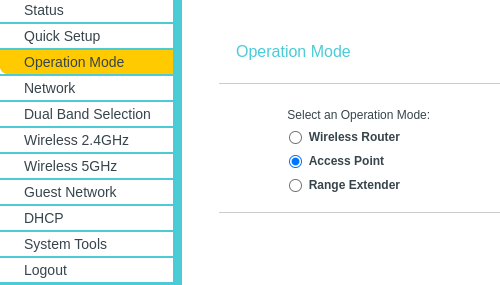 Status
Quick Setup
Operation Mode
Network
Dual Band Selection
Wireless 2.4GHz
Wireless 5GHz
Guest Network
DHCP
System Tools
Logout
Operation Mode
Select an Operation Mode:
Wireless Router
Access Point
Range Extender